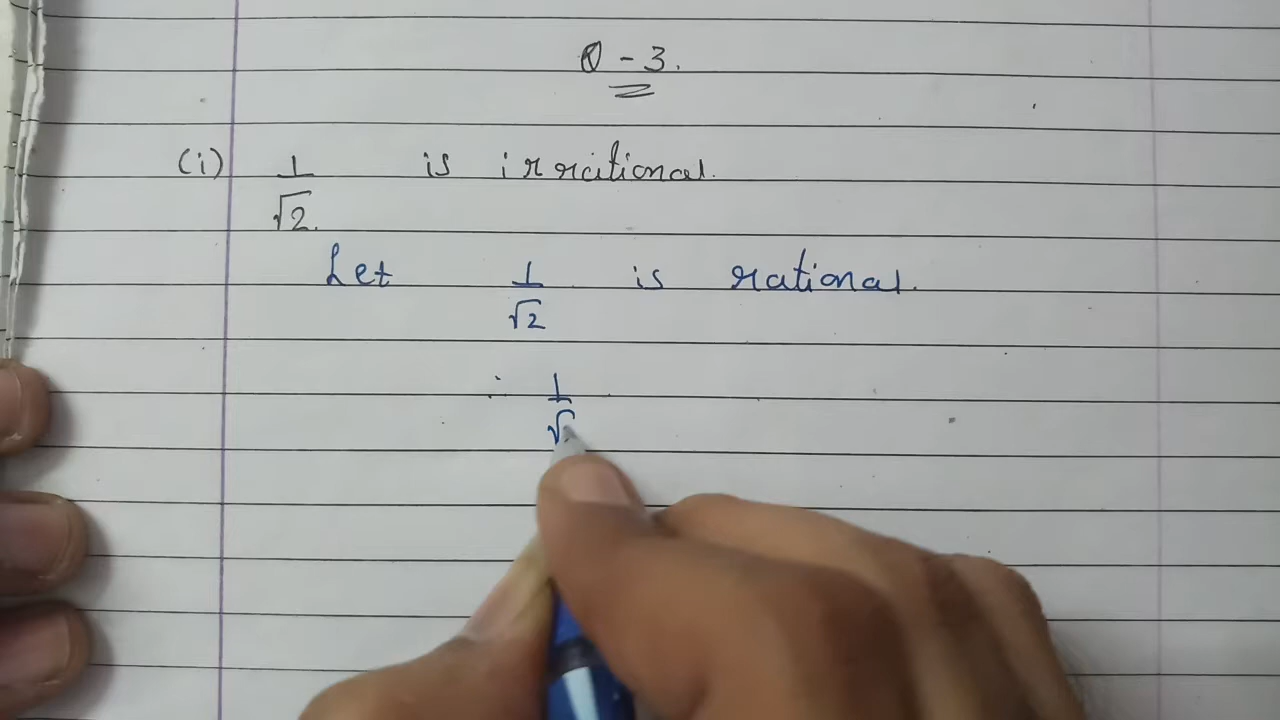 Q - 3.
(i) 1/√2. is irrational.
Let 1/√2 is rational.
∴ 1/√